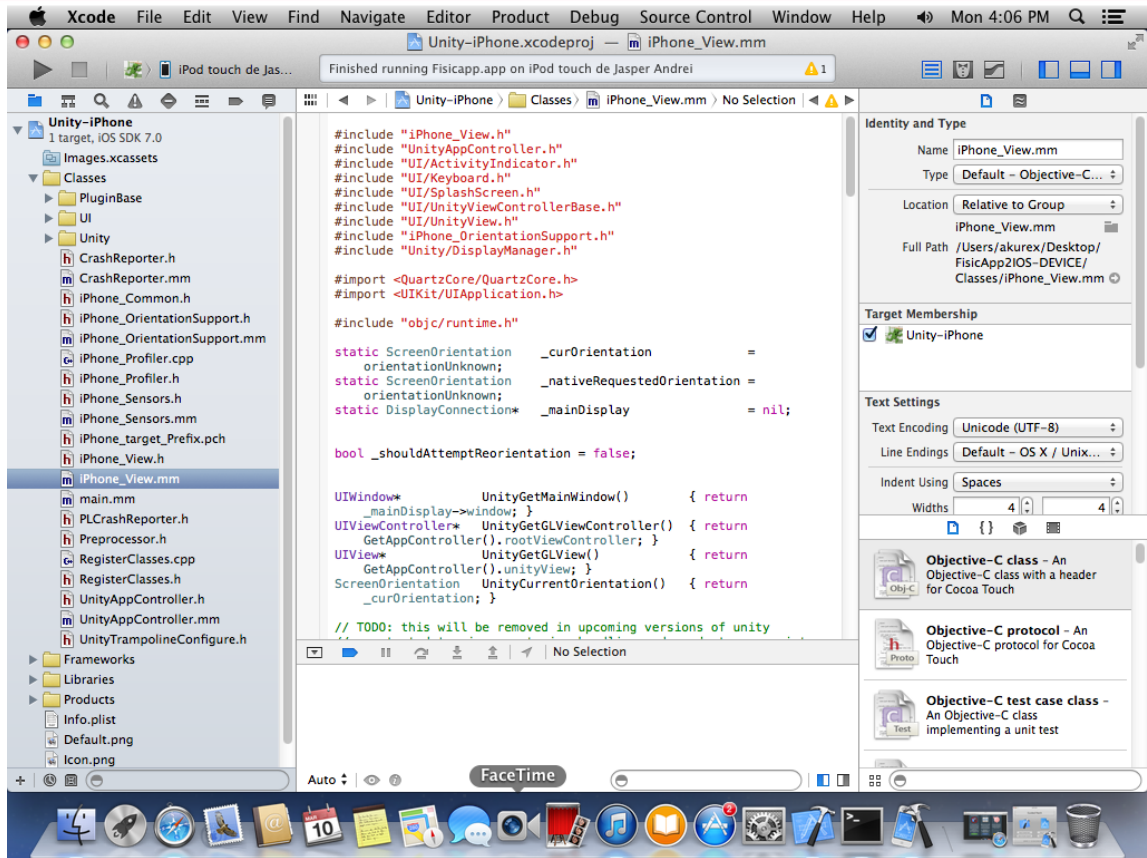 Xcode File Edit View Find Navigate Editor Product Debug Source Control Window Help Mon 4:06 PM
Unity-iPhone.xcodeproj — iPhone_View.mm
iPod touch de Jas...
Finished running Fisicapp.app on iPod touch de Jasper Andrei
1
Unity-iPhone
1 target, iOS SDK 7.0
Images.xcassets
Classes
PluginBase
UI
Unity
CrashReporter.h
CrashReporter.mm
iPhone_Common.h
iPhone_OrientationSupport.h
iPhone_OrientationSupport.mm
iPhone_Profiler.cpp
iPhone_Profiler.h
iPhone_Sensors.h
iPhone_Sensors.mm
iPhone_target_Prefix.pch
iPhone_View.h
iPhone_View.mm
main.mm
PLCrashReporter.h
Preprocessor.h
RegisterClasses.cpp
RegisterClasses.h
UnityAppController.h
UnityAppController.mm
UnityTrampolineConfigure.h
Frameworks
Libraries
Products
Info.plist
Default.png
Icon.png
Unity-iPhone Classes iPhone_View.mm No Selection
#include "iPhone_View.h"
#include "UnityAppController.h"
#include "UI/ActivityIndicator.h"
#include "UI/Keyboard.h"
#include "UI/SplashScreen.h"
#include "UI/UnityViewControllerBase.h"
#include "UI/UnityView.h"
#include "iPhone_OrientationSupport.h"
#include "Unity/DisplayManager.h"
#import <QuartzCore/QuartzCore.h>
#import <UIKit/UIApplication.h>
#include "objc/runtime.h"
static ScreenOrientation _curOrientation =
orientationUnknown;
static ScreenOrientation _nativeRequestedOrientation =
orientationUnknown;
static DisplayConnection* _mainDisplay = nil;
bool _shouldAttemptReorientation = false;
UIWindow* UnityGetMainWindow() { return
_mainDisplay->window; }
UIViewController* UnityGetGLViewController() { return
GetAppController().rootViewController; }
UIView* UnityGetGLView() { return
GetAppController().unityView; }
ScreenOrientation UnityCurrentOrientation() { return
_curOrientation; }
// TODO: this will be removed in upcoming versions of unity
No Selection
Auto
Identity and Type
Name iPhone_View.mm
Type Default - Objective-C...
Location Relative to Group
iPhone_View.mm
Full Path /Users/akurex/Desktop/
FisicApp2IOS-DEVICE/
Classes/iPhone_View.mm
Target Membership
Unity-iPhone
Text Settings
Text Encoding Unicode (UTF-8)
Line Endings Default - OS X / Unix...
Indent Using Spaces
Widths 4 4
Objective-C class - An
Objective-C class with a header
for Cocoa Touch
Obj-C
Objective-C protocol - An
Objective-C protocol for Cocoa
Touch
Proto
Objective-C test case class -
An Objective-C class
implementing a unit test
Test
FaceTime
MAR
10
2